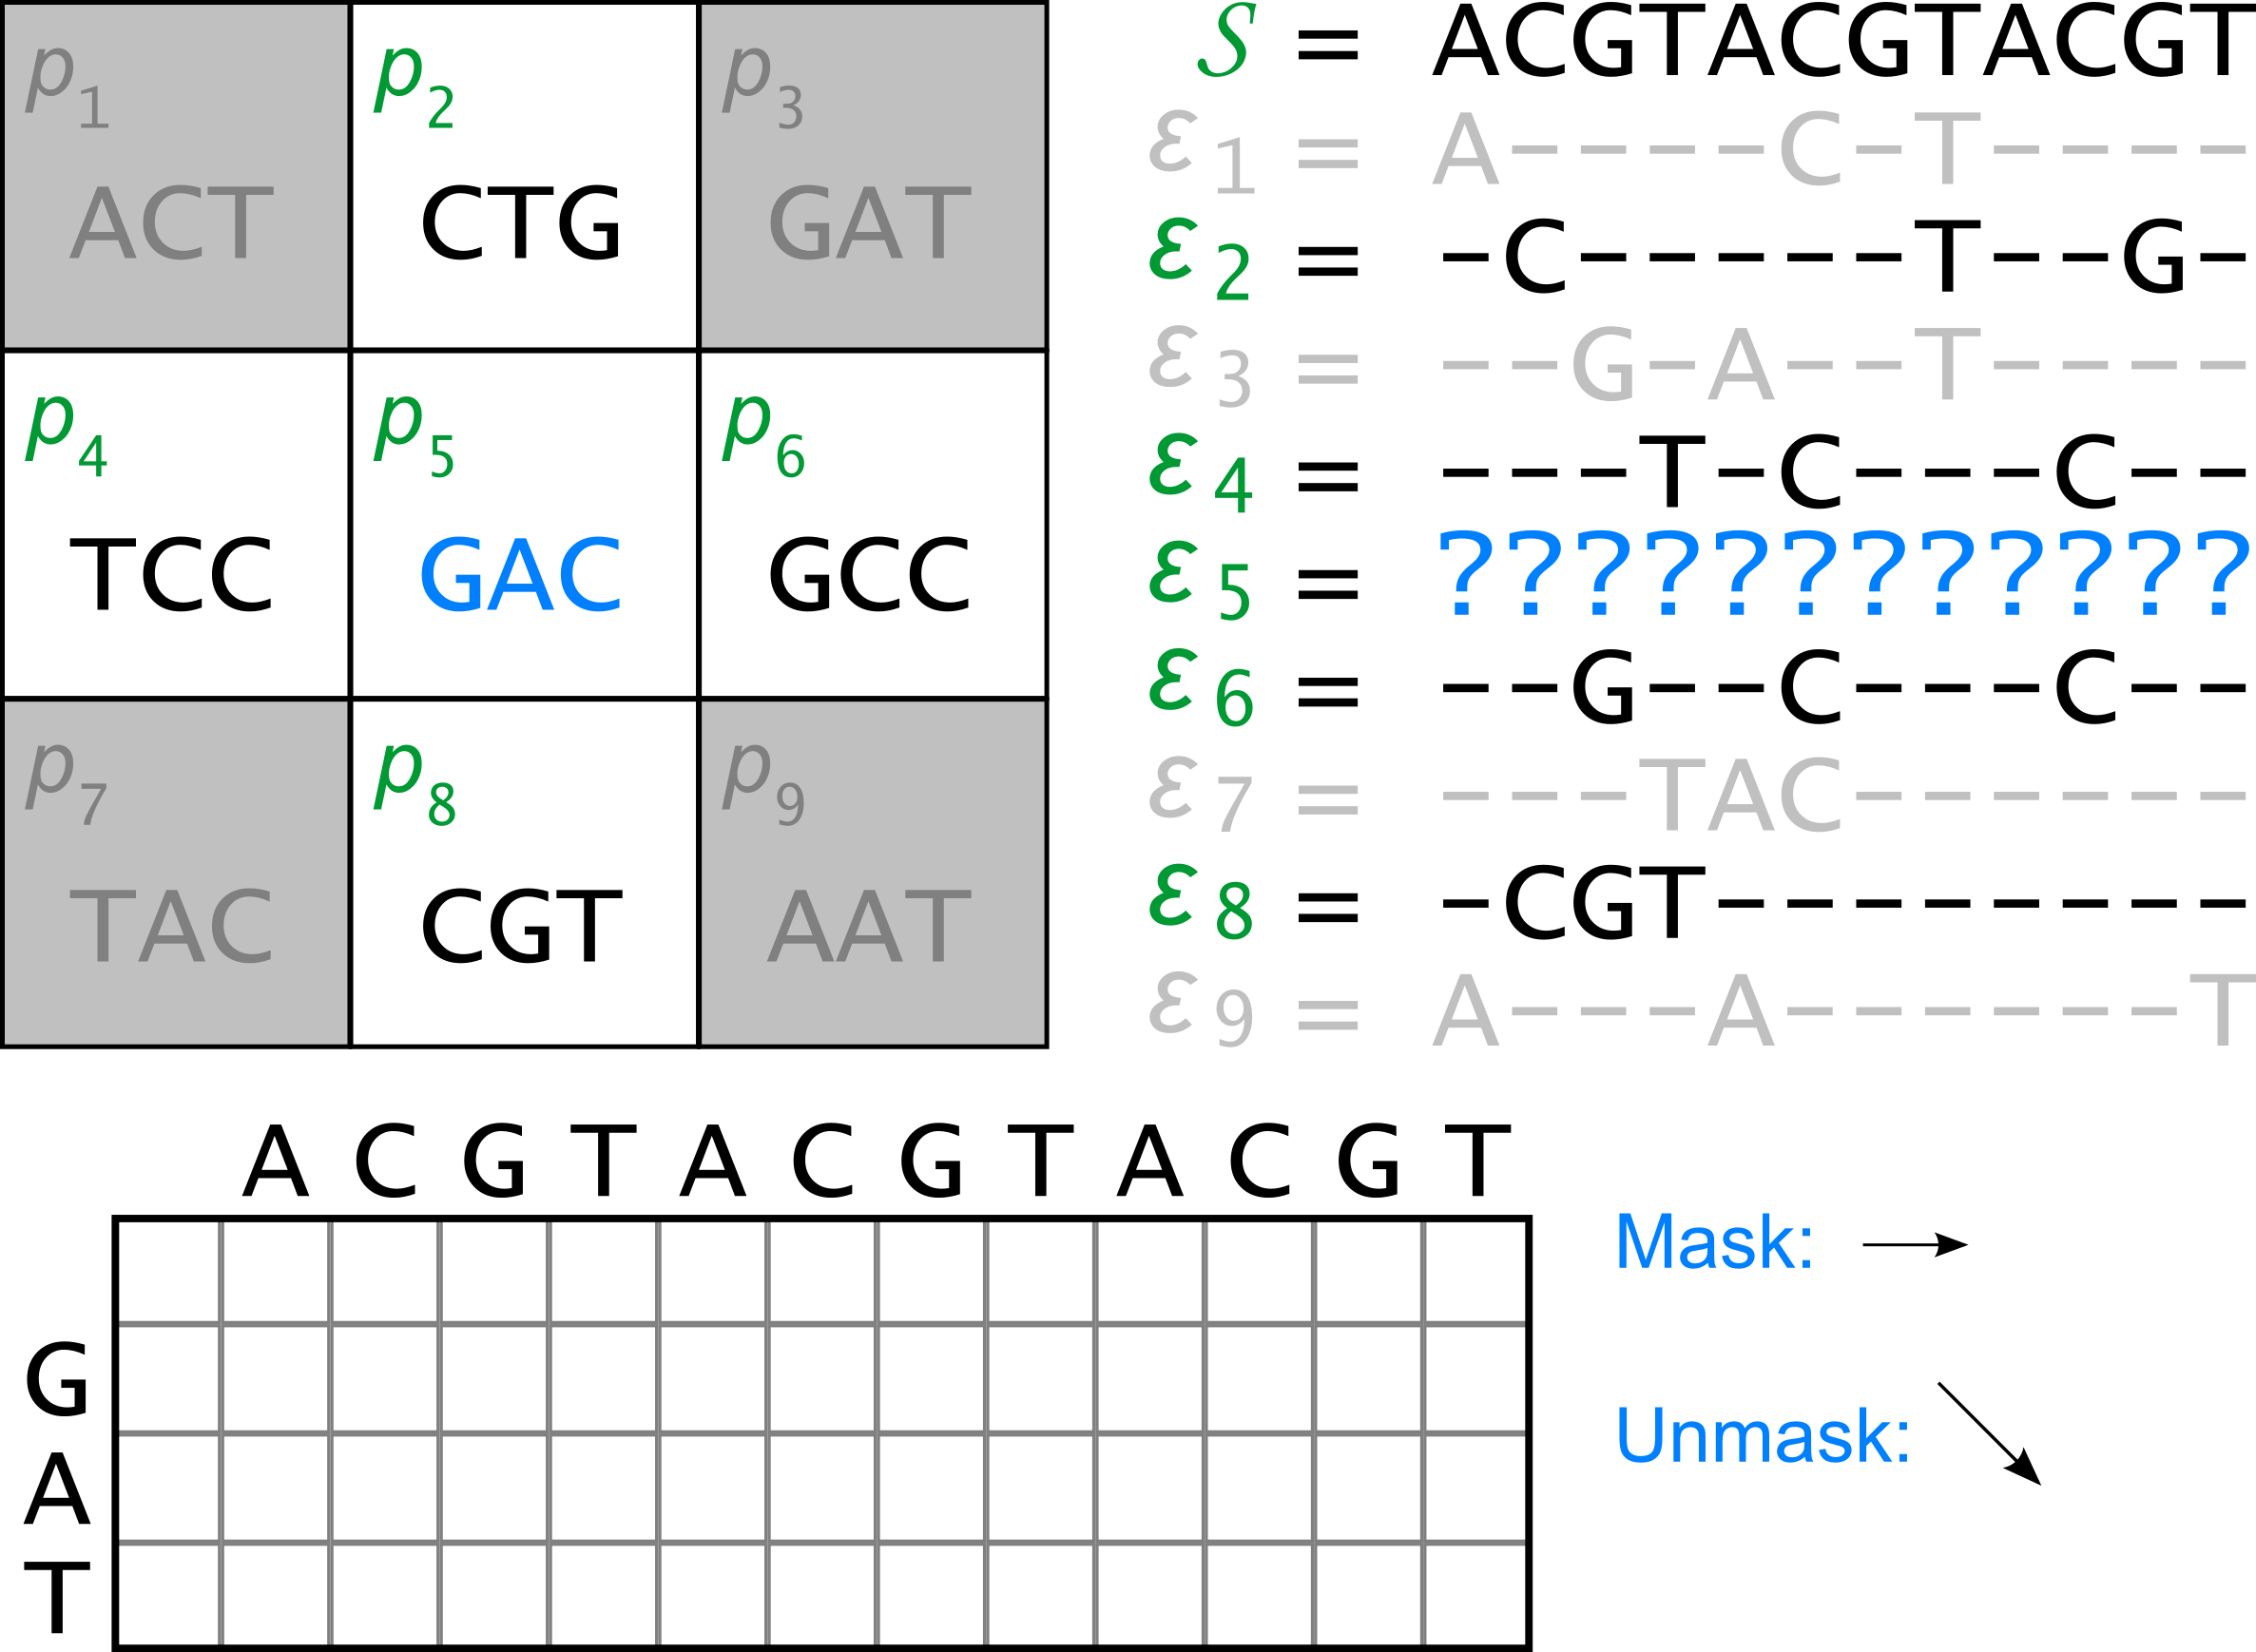 p1 p2 p3
ACT CTG GAT
p4 p5 p6
TCC GAC GCC
p7 p8 p9
TAC CGT AAT
S = ACGTACGTACGT
ε1 = A----C-T----
ε2 = -C-----T--G-
ε3 = --G-A--T----
ε4 = ---T-C---C--
ε5 = ????????????
ε6 = --G--C---C--
ε7 = ---TAC------
ε8 = -CGT--------
ε9 = A---A------T
A C G T A C G T A C G T
G
A
T
Mask:
Unmask: